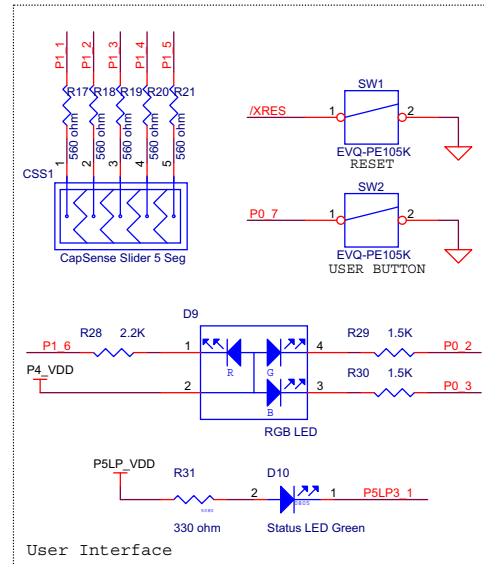 P1_1 P1_2 P1_3 P1_4 P1_5
R17 R18 R19 R20 R21
560 ohm 560 ohm 560 ohm 560 ohm 560 ohm
1 2 3 4 5
CSS1
CapSense Slider 5 Seg
SW1
/XRES 1 2
EVQ-PE105K
RESET
SW2
P0_7 1 2
EVQ-PE105K
USER BUTTON
D9
P1_6 R28 2.2K 1 4 R29 1.5K P0_2
R G
P4_VDD 2 3 R30 1.5K P0_3
B
RGB LED
P5LP_VDD
R31 D10
2 1 P5LP3_1
0805
330 ohm Status LED Green
User Interface